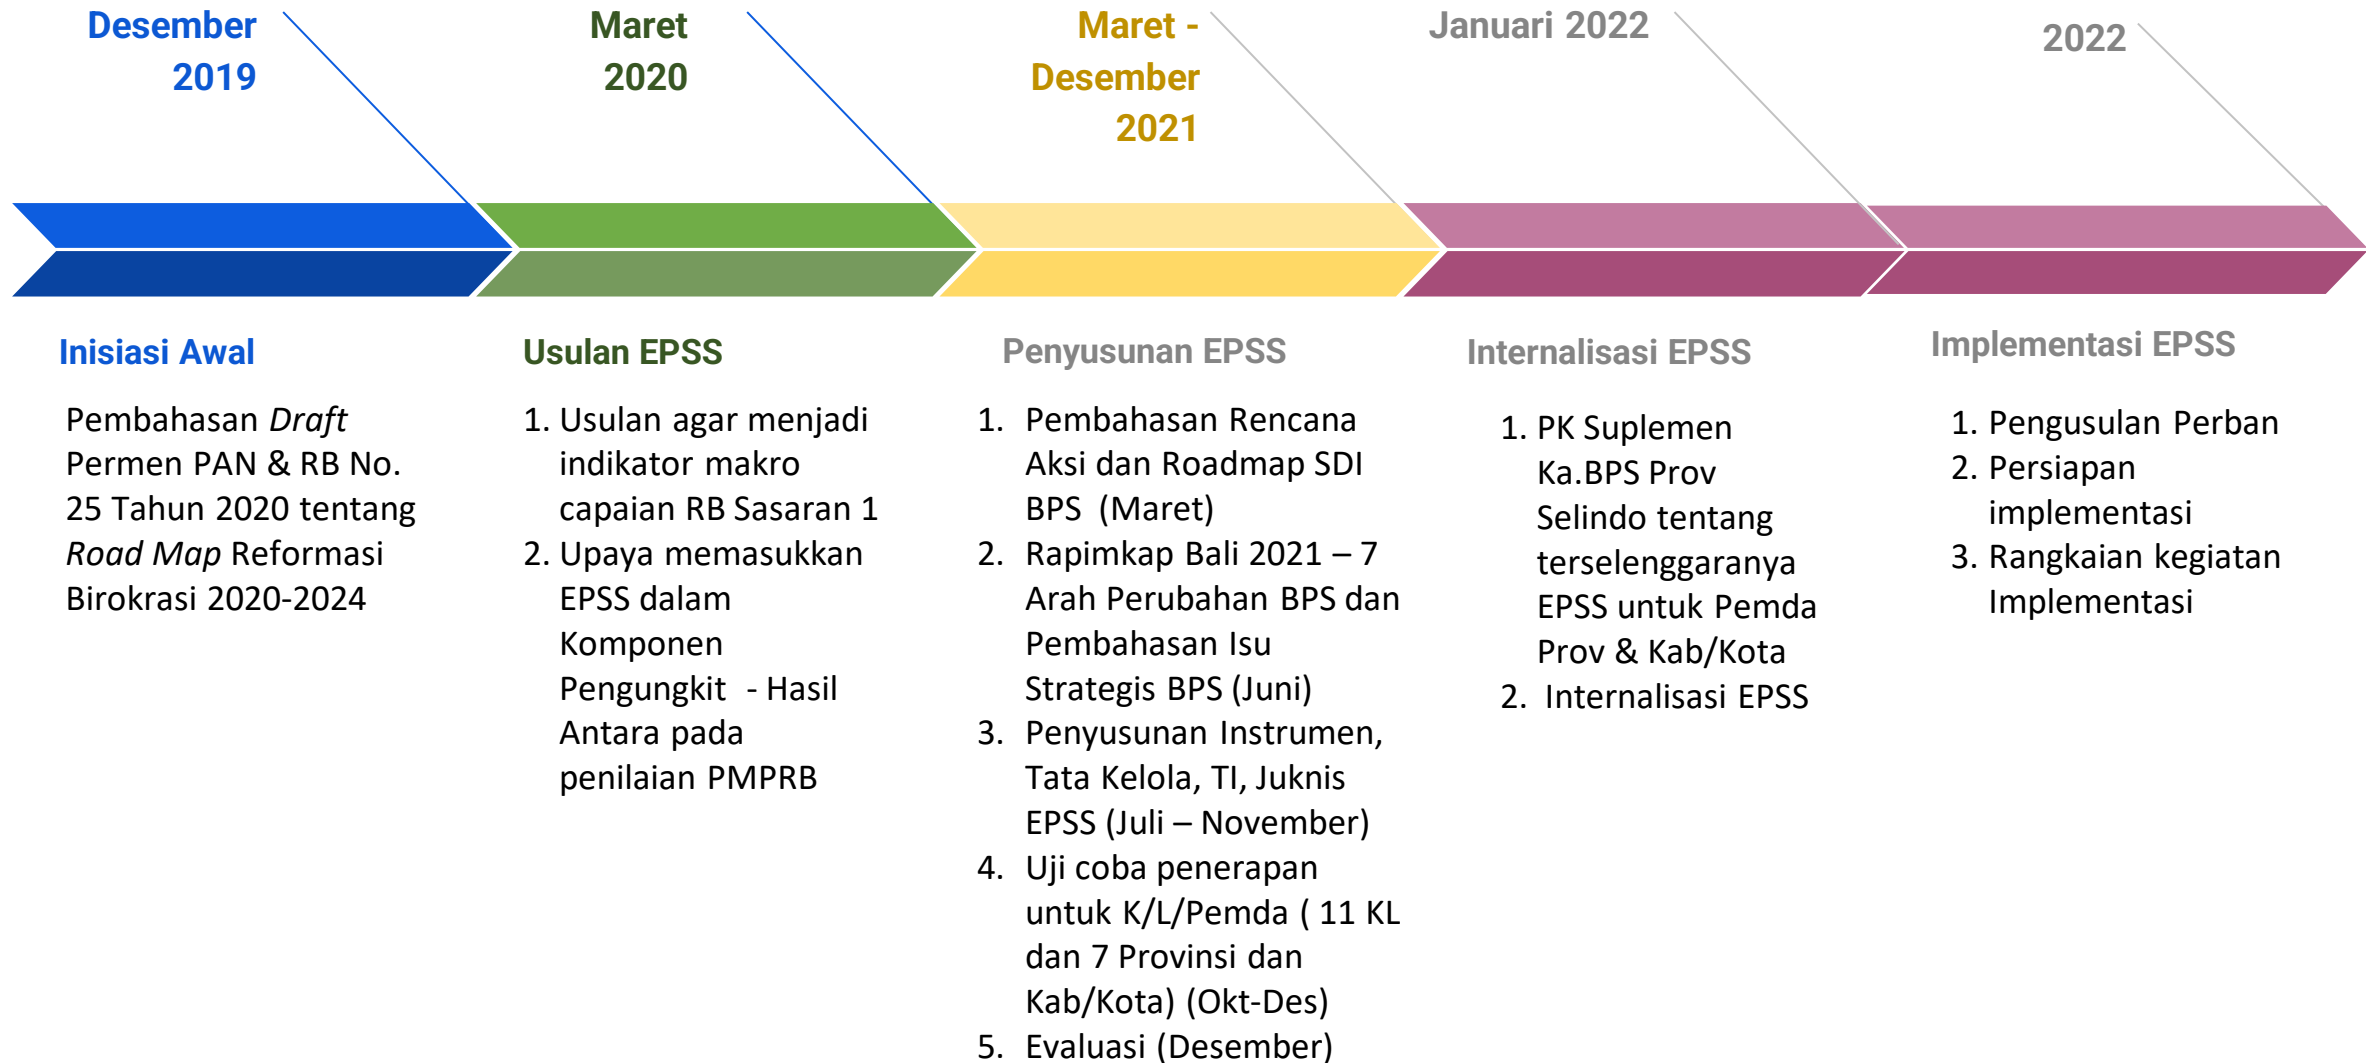 Desember
2019
Maret
2020
Maret -
Desember
2021
Januari 2022
2022
Inisiasi Awal
Pembahasan Draft
Permen PAN & RB No.
25 Tahun 2020 tentang
Road Map Reformasi
Birokrasi 2020-2024
Usulan EPSS
1. Usulan agar menjadi
indikator makro
capaian RB Sasaran 1
2. Upaya memasukkan
EPSS dalam
Komponen
Pengungkit - Hasil
Antara pada
penilaian PMPRB
Penyusunan EPSS
1. Pembahasan Rencana
Aksi dan Roadmap SDI
BPS (Maret)
2. Rapimkap Bali 2021 – 7
Arah Perubahan BPS dan
Pembahasan Isu
Strategis BPS (Juni)
3. Penyusunan Instrumen,
Tata Kelola, TI, Juknis
EPSS (Juli – November)
4. Uji coba penerapan
untuk K/L/Pemda ( 11 KL
dan 7 Provinsi dan
Kab/Kota) (Okt-Des)
5. Evaluasi (Desember)
Internalisasi EPSS
1. PK Suplemen
Ka.BPS Prov
Selindo tentang
terselenggaranya
EPSS untuk Pemda
Prov & Kab/Kota
2. Internalisasi EPSS
Implementasi EPSS
1. Pengusulan Perban
2. Persiapan
implementasi
3. Rangkaian kegiatan
Implementasi